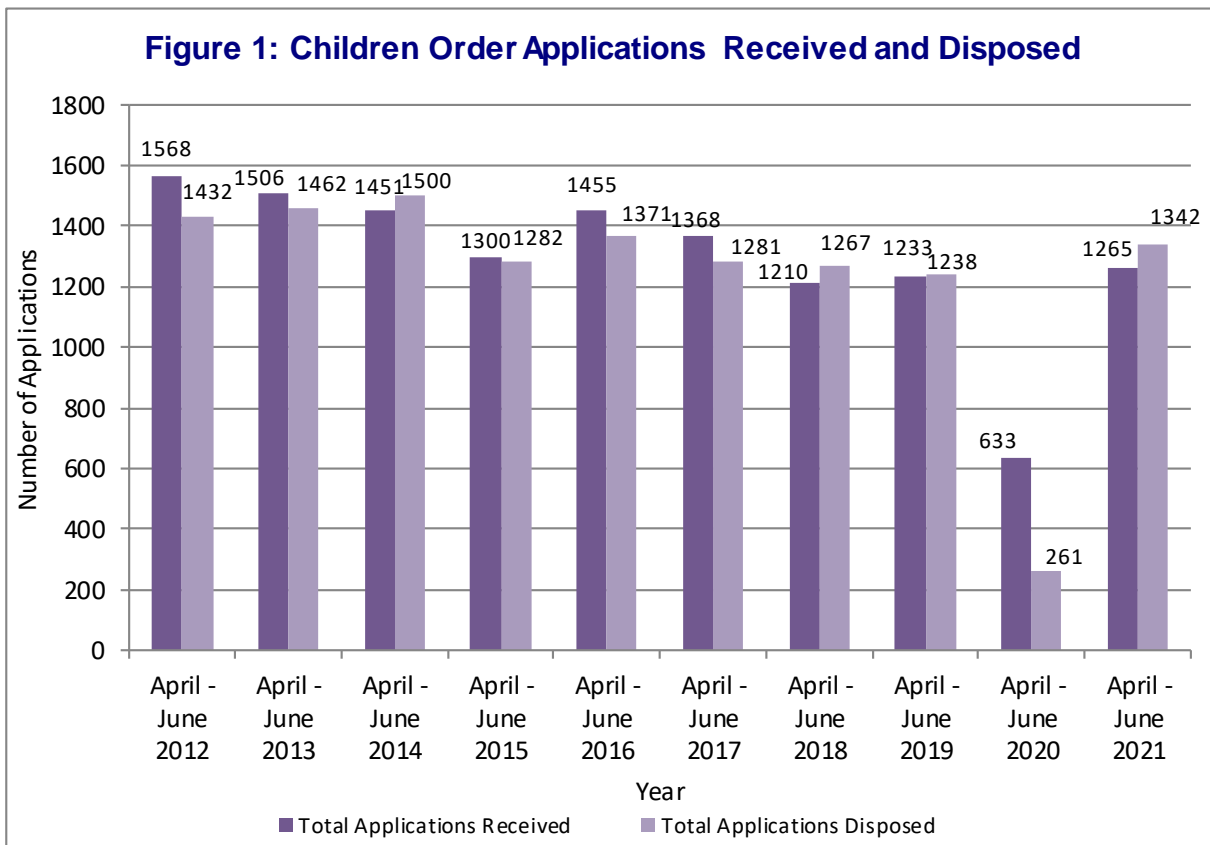 Figure 1: Children Order Applications Received and Disposed
Number of Applications
1800
1600
1400
1200
1000
800
600
400
200
0
1568
1432
1506
1462
1451
1500
1300
1282
1455
1371
1368
1281
1210
1267
1233
1238
633
261
1265
1342
April - June 2012
April - June 2013
April - June 2014
April - June 2015
April - June 2016
April - June 2017
April - June 2018
April - June 2019
April - June 2020
April - June 2021
Year
Total Applications Received
Total Applications Disposed